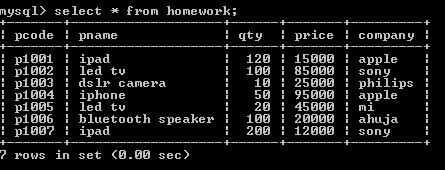 mysql> select * from homework;
+-------+-------------------+------+-------+---------+
| pcode | pname             | qty  | price | company |
+-------+-------------------+------+-------+---------+
| p1001 | ipad              |  120 | 15000 | apple   |
| p1002 | led tv            |  100 | 85000 | sony    |
| p1003 | dslr camera       |   10 | 25000 | philips |
| p1004 | iphone            |   50 | 95000 | apple   |
| p1005 | led tv            |   20 | 45000 | mi      |
| p1006 | bluetooth speaker |  100 | 20000 | ahuja   |
| p1007 | ipad              |  200 | 12000 | sony    |
+-------+-------------------+------+-------+---------+
7 rows in set (0.00 sec)